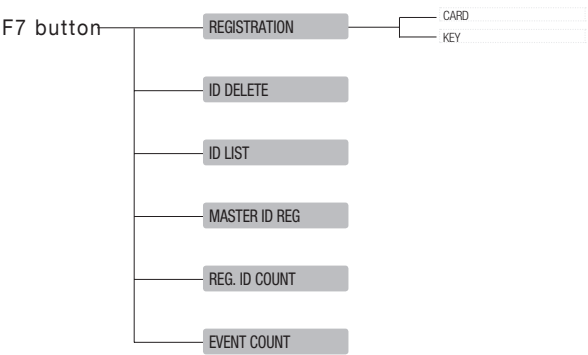 F7 button
REGISTRATION
CARD
KEY
ID DELETE
ID LIST
MASTER ID REG
REG. ID COUNT
EVENT COUNT